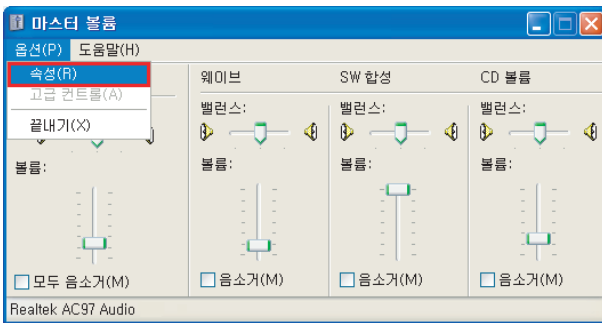 마스터 볼륨
옵션(P) 도움말(H)
속성(R)
고급 컨트롤(A)
끝내기(X)
웨이브 SW 합성 CD 볼륨
밸런스: 밸런스: 밸런스:
볼륨: 볼륨: 볼륨: 볼륨:
모두 음소거(M) 음소거(M) 음소거(M) 음소거(M)
Realtek AC97 Audio